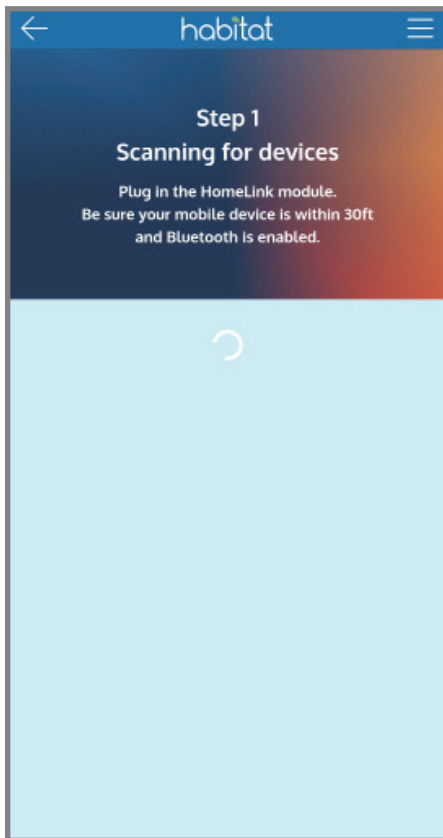 habitat
Step 1
Scanning for devices
Plug in the HomeLink module.
Be sure your mobile device is within 30ft
and Bluetooth is enabled.